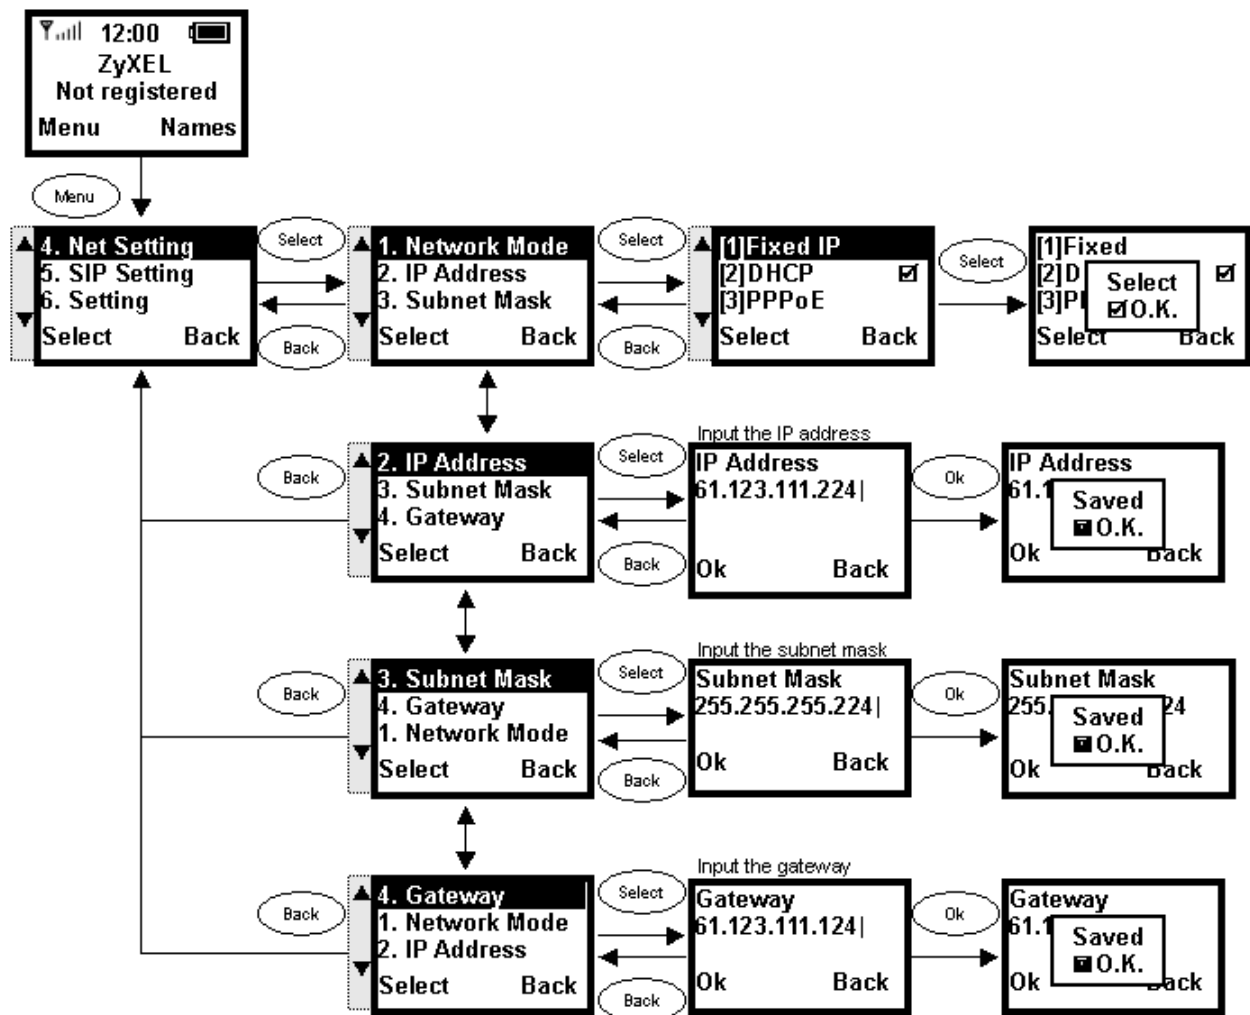 12:00
ZyXEL
Not registered
Menu Names
Menu
4. Net Setting
5. SIP Setting
6. Setting
Select Back
Select
Back
1. Network Mode
2. IP Address
3. Subnet Mask
Select Back
Select
Back
[1]Fixed IP
[2]DHCP
[3]PPPoE
Select Back
Select
[1]Fixed
[2]D
[3]P
Select
O.K.
Select Back
Back
2. IP Address
3. Subnet Mask
4. Gateway
Select Back
Select
Back
Input the IP address
IP Address
61.123.111.224|
Ok Back
Ok
IP Address
61.1
Saved
O.K.
Ok Back
Back
3. Subnet Mask
4. Gateway
1. Network Mode
Select Back
Select
Back
Input the subnet mask
Subnet Mask
255.255.255.224|
Ok Back
Ok
Subnet Mask
255. 24
Saved
O.K.
Ok Back
Back
4. Gateway
1. Network Mode
2. IP Address
Select Back
Select
Back
Input the gateway
Gateway
61.123.111.124|
Ok Back
Ok
Gateway
61.1
Saved
O.K.
Ok Back